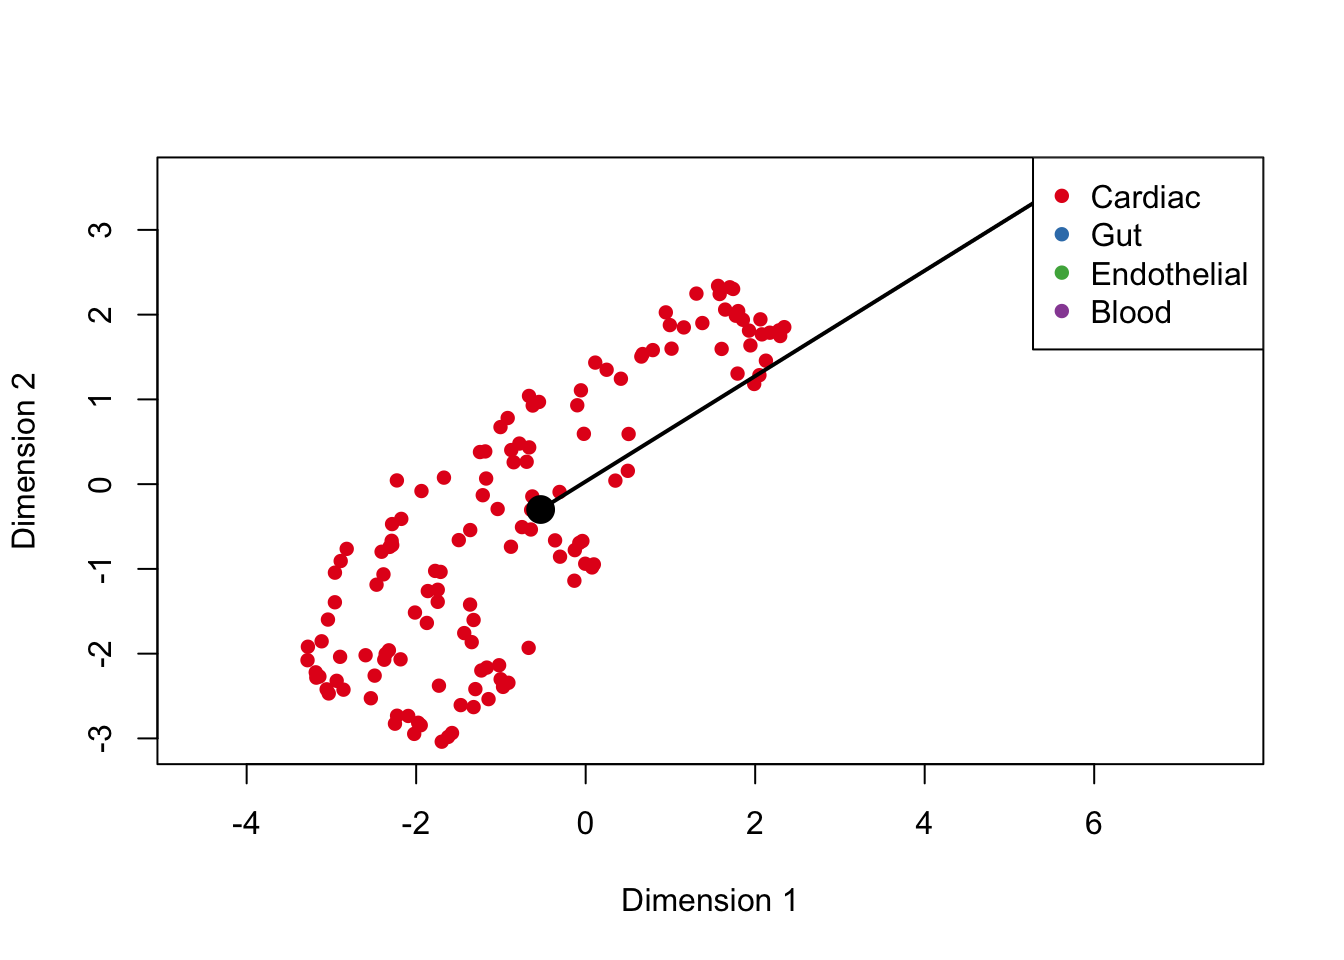 Cardiac
Gut
Endothelial
Blood
3
2
1
0
-1
-2
-3
Dimension 2
-4 -2 0 2 4 6
Dimension 1